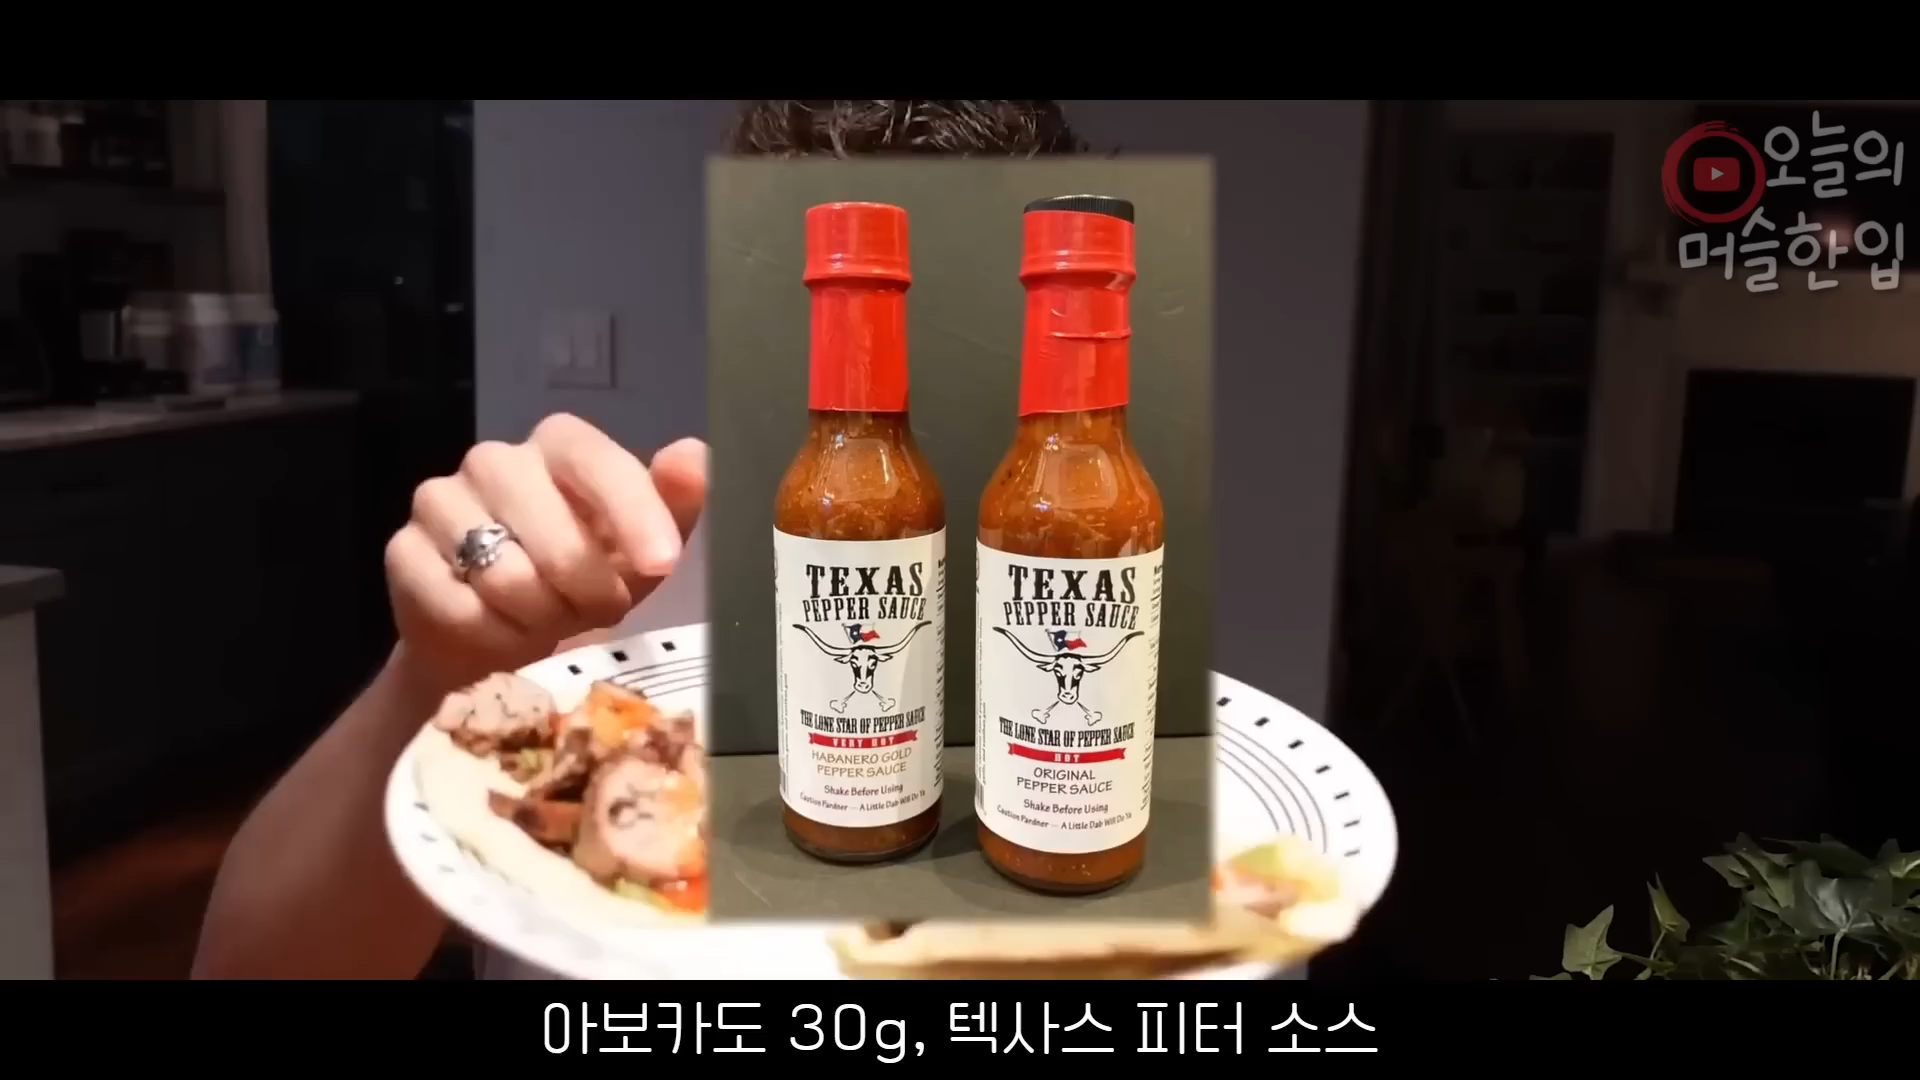 오늘의
머슬한입
TEXAS
PEPPER SAUCE
THE LONE STAR OF PEPPER SAUCE
VERY HOT
HABANERO GOLD
PEPPER SAUCE
Shake Before Using
Caution Pardner — A Little Dab Will Do Ya
TEXAS
PEPPER SAUCE
THE LONE STAR OF PEPPER SAUCE
HOT
ORIGINAL
PEPPER SAUCE
Shake Before Using
Caution Pardner — A Little Dab Will Do Ya
아보카도 30g, 텍사스 피터 소스